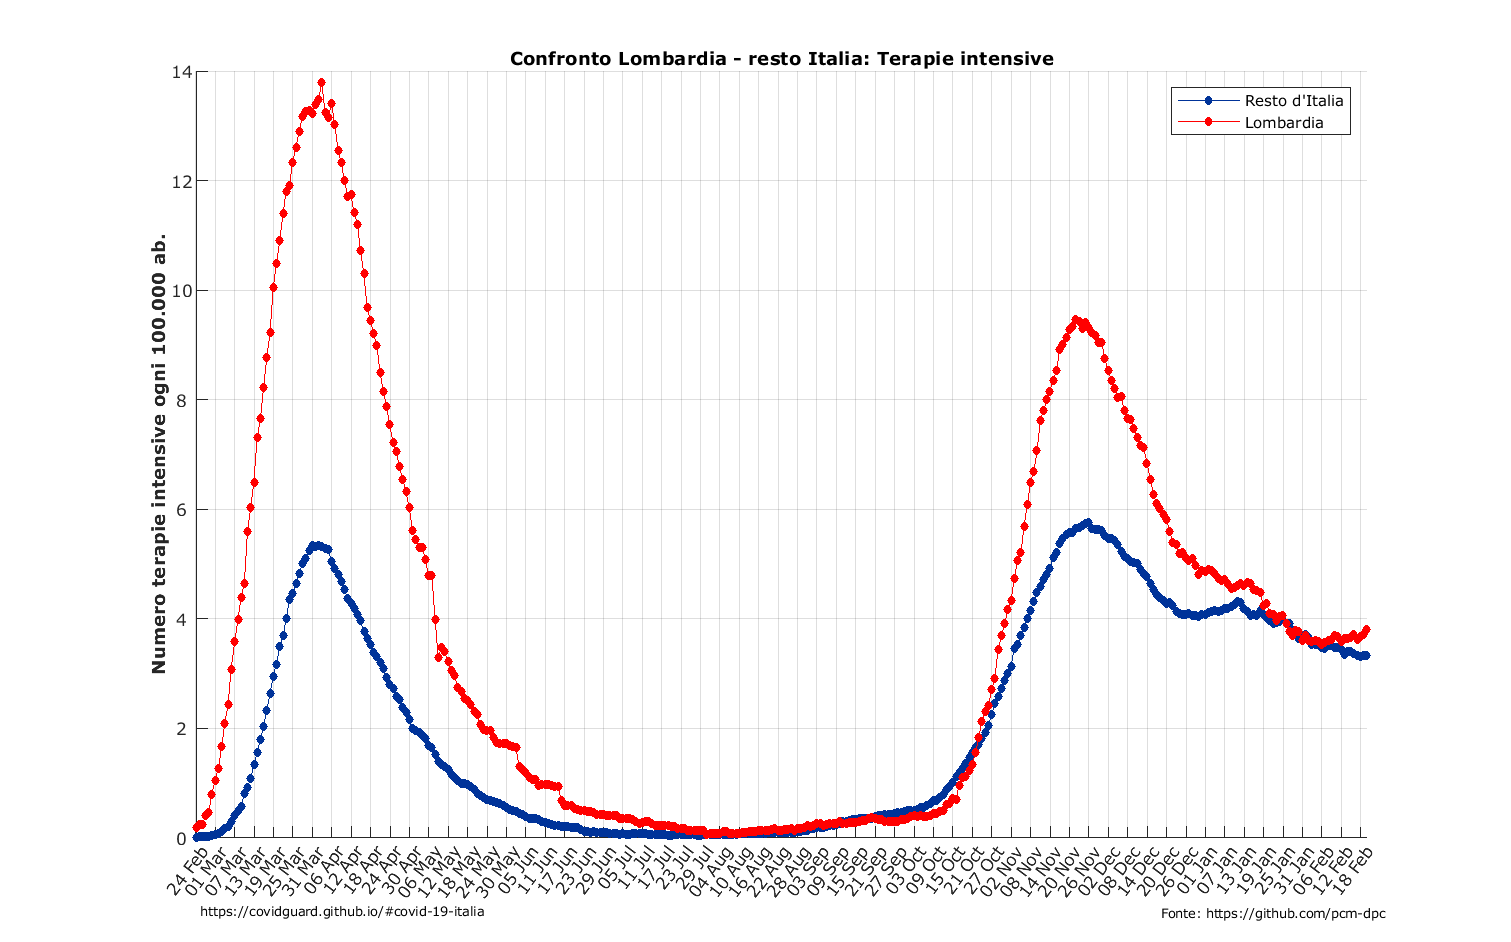 Confronto Lombardia - resto Italia: Terapie intensive
Resto d'Italia
Lombardia
Numero terapie intensive ogni 100.000 ab.
14
12
10
8
6
4
2
0
24 Feb
01 Mar
07 Mar
13 Mar
19 Mar
25 Mar
31 Mar
06 Apr
12 Apr
18 Apr
24 Apr
30 Apr
06 May
12 May
18 May
24 May
30 May
05 Jun
11 Jun
17 Jun
23 Jun
29 Jun
05 Jul
11 Jul
17 Jul
23 Jul
29 Jul
04 Aug
10 Aug
16 Aug
22 Aug
28 Aug
03 Sep
09 Sep
15 Sep
21 Sep
27 Sep
03 Oct
09 Oct
15 Oct
21 Oct
27 Oct
02 Nov
08 Nov
14 Nov
20 Nov
26 Nov
02 Dec
08 Dec
14 Dec
20 Dec
26 Dec
01 Jan
07 Jan
13 Jan
19 Jan
25 Jan
31 Jan
06 Feb
12 Feb
18 Feb
https://covidguard.github.io/#covid-19-italia
Fonte: https://github.com/pcm-dpc